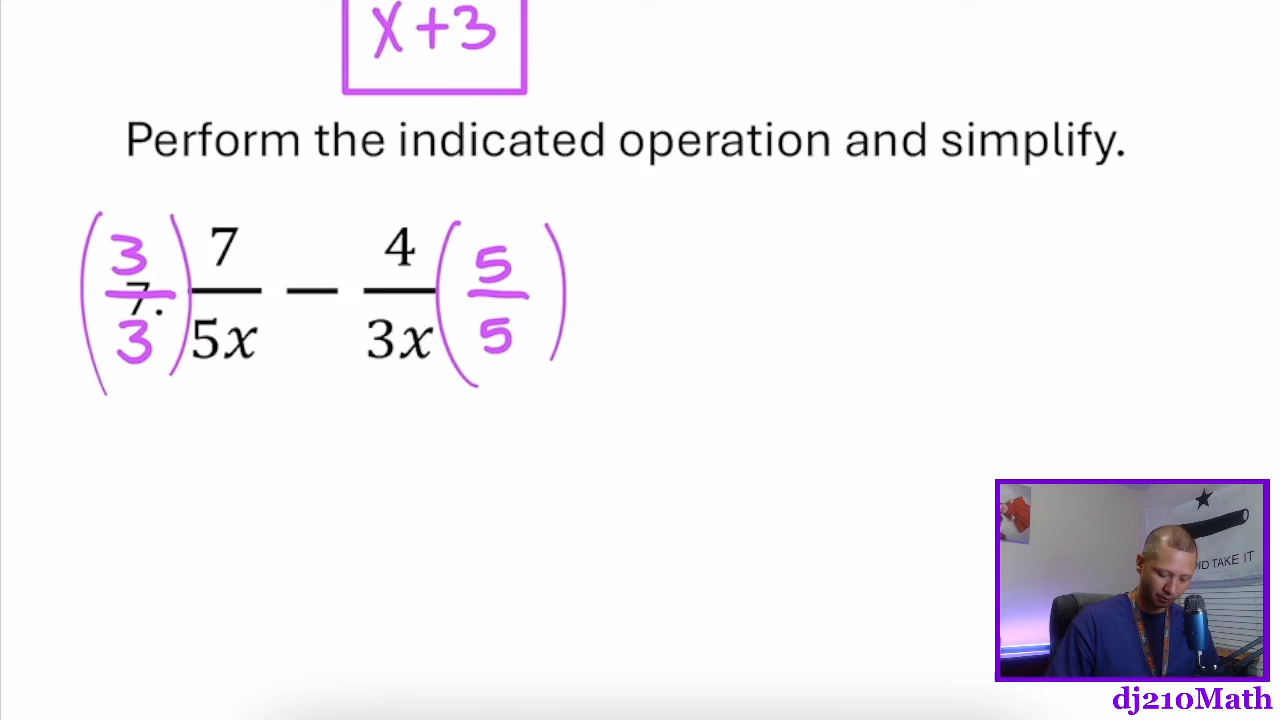 x+3
Perform the indicated operation and simplify.
(3/3) 7. 7/5x − 4/3x (5/5)
ND TAKE IT
dj210Math